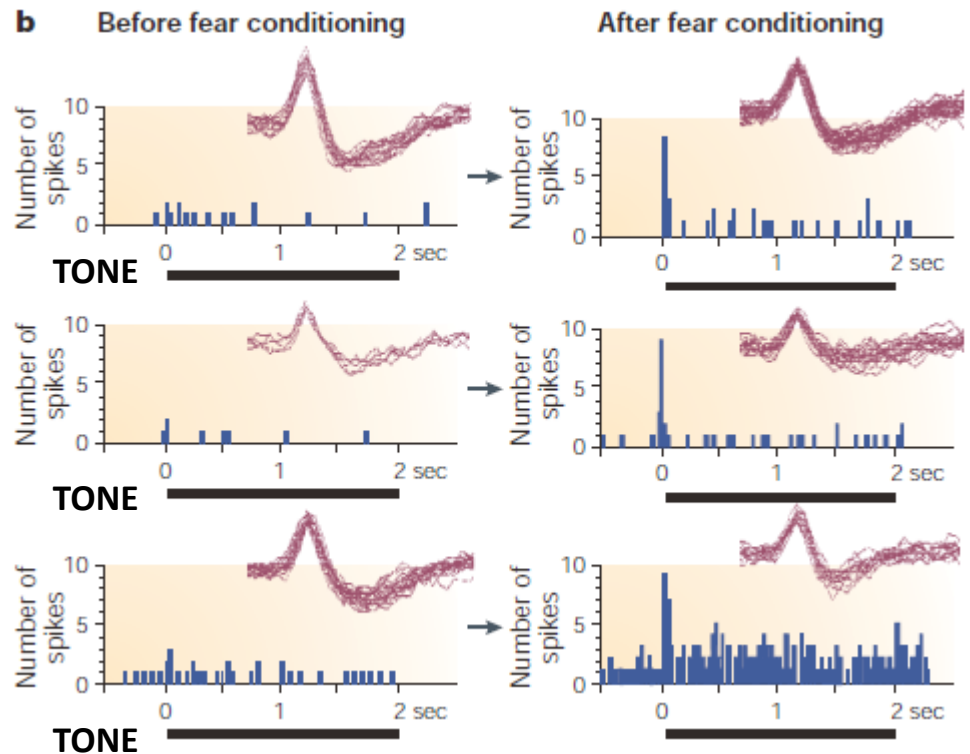 b Before fear conditioning After fear conditioning
Number of spikes
10
5
0
0 1 2 sec
TONE
Number of spikes
10
5
0
0 1 2 sec
Number of spikes
10
5
0
0 1 2 sec
TONE
Number of spikes
10
5
0
0 1 2 sec
Number of spikes
10
5
0
0 1 2 sec
TONE
Number of spikes
10
5
0
0 1 2 sec